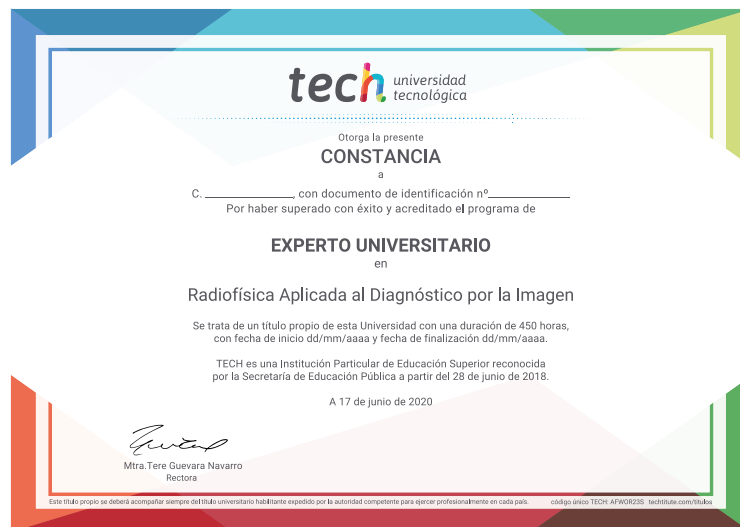 tech universidad
tecnológica
Otorga la presente
CONSTANCIA
a
C. ______________, con documento de identificación nº______________
Por haber superado con éxito y acreditado el programa de
EXPERTO UNIVERSITARIO
en
Radiofísica Aplicada al Diagnóstico por la Imagen
Se trata de un título propio de esta Universidad con una duración de 450 horas,
con fecha de inicio dd/mm/aaaa y fecha de finalización dd/mm/aaaa.
TECH es una Institución Particular de Educación Superior reconocida
por la Secretaría de Educación Pública a partir del 28 de junio de 2018.
A 17 de junio de 2020
Mtra.Tere Guevara Navarro
Rectora
Este título propio se deberá acompañar siempre del título universitario habilitante expedido por la autoridad competente para ejercer profesionalmente en cada país. código único TECH: AFWOR23S techtitute.com/titulos